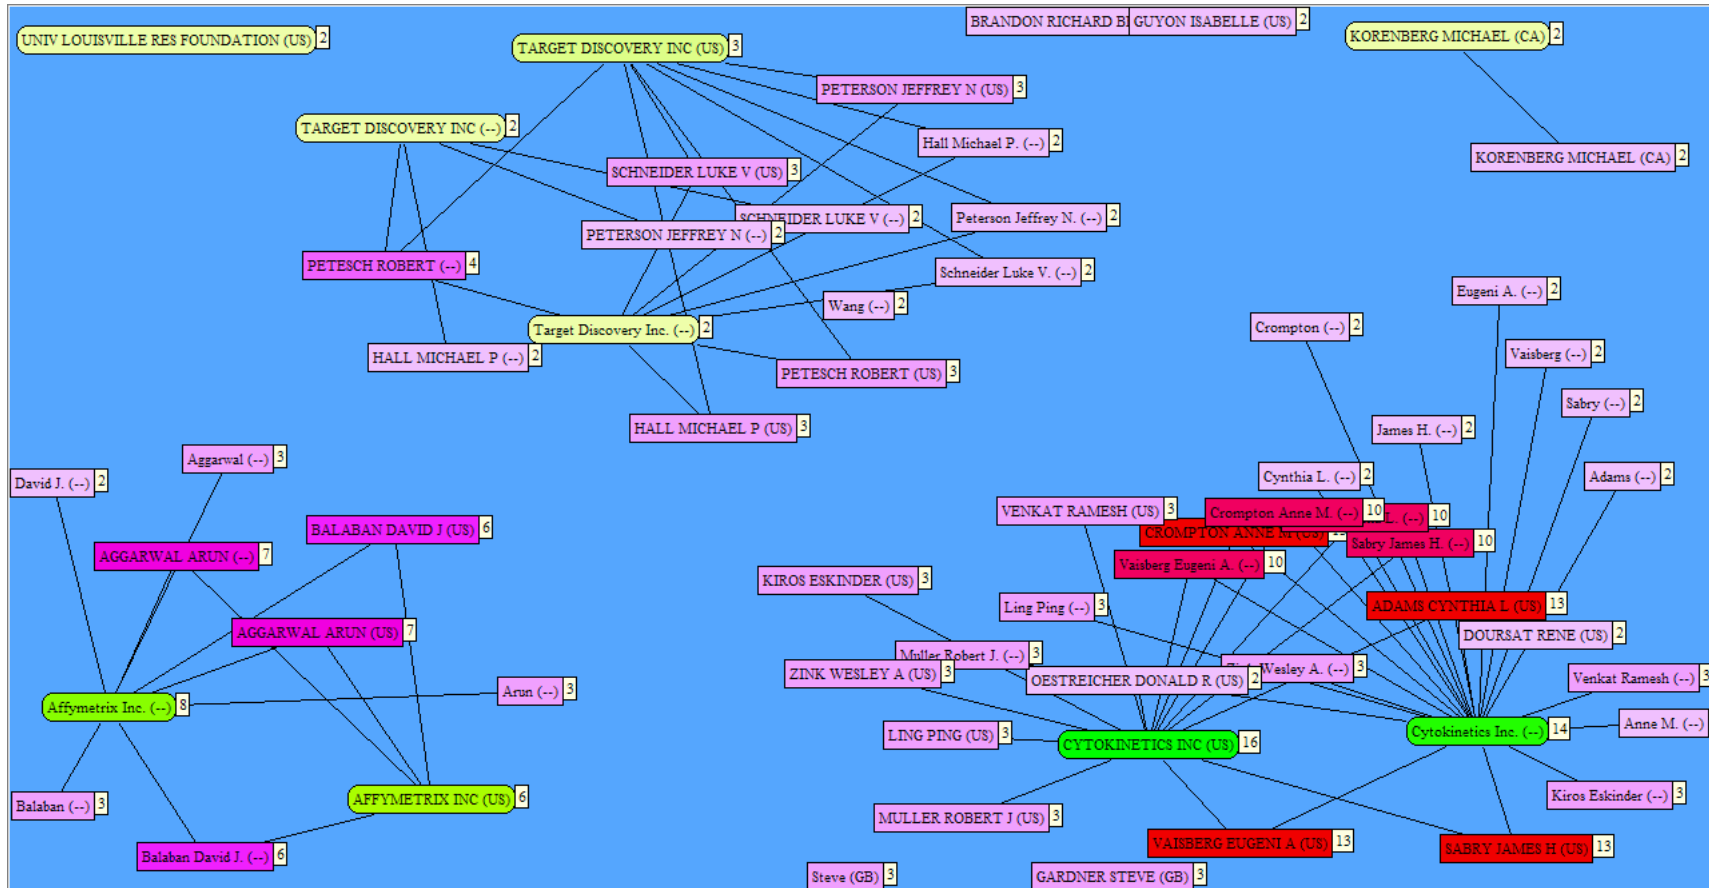 BRANDON RICHARD B GUYON ISABELLE (US) 2
UNIV LOUISVILLE RES FOUNDATION (US) 2
TARGET DISCOVERY INC (US) 3
KORENBERG MICHAEL (CA) 2
PETERSON JEFFREY N (US) 3
TARGET DISCOVERY INC (--) 2
Hall Michael P. (--) 2
KORENBERG MICHAEL (CA) 2
SCHNEIDER LUKE V (US) 3
SCHNEIDER LUKE V (--) 2
Peterson Jeffrey N. (--) 2
PETERSON JEFFREY N (--) 2
PETESCH ROBERT (--) 4
Schneider Luke V. (--) 2
Eugeni A. (--) 2
Wang (--) 2
Target Discovery Inc. (--) 2
Crompton (--) 2
HALL MICHAEL P (--) 2
Vaisberg (--) 2
PETESCH ROBERT (US) 3
Sabry (--) 2
HALL MICHAEL P (US) 3
James H. (--) 2
Aggarwal (--) 3
David J. (--) 2
Cynthia L. (--) 2
Adams (--) 2
VENKAT RAMESH (US) 3
Crompton Anne M. (--) 10
L. (--) 10
BALABAN DAVID J (US) 6
CROMPTON ANNE M (US)
Sabry James H. (--) 10
AGGARWAL ARUN (--) 7
Vaisberg Eugeni A. (--) 10
KIROS ESKINDER (US) 3
Ling Ping (--) 3
ADAMS CYNTHIA L (US) 13
AGGARWAL ARUN (US) 7
DOURSAT RENE (US) 2
Muller Robert J. (--) 3
Wesley A. (--) 3
ZINK WESLEY A (US) 3
OESTREICHER DONALD R (US) 2
Venkat Ramesh (--) 3
Arun (--) 3
Affymetrix Inc. (--) 8
Anne M. (--)
LING PING (US) 3
CYTOKINETICS INC (US) 16
Cytokinetics Inc. (--) 14
AFFYMETRIX INC (US) 6
Balaban (--) 3
Kiros Eskinder (--) 3
MULLER ROBERT J (US) 3
VAISBERG EUGENI A (US) 13
SABRY JAMES H (US) 13
Balaban David J. (--) 6
Steve (GB) 3
GARDNER STEVE (GB) 3